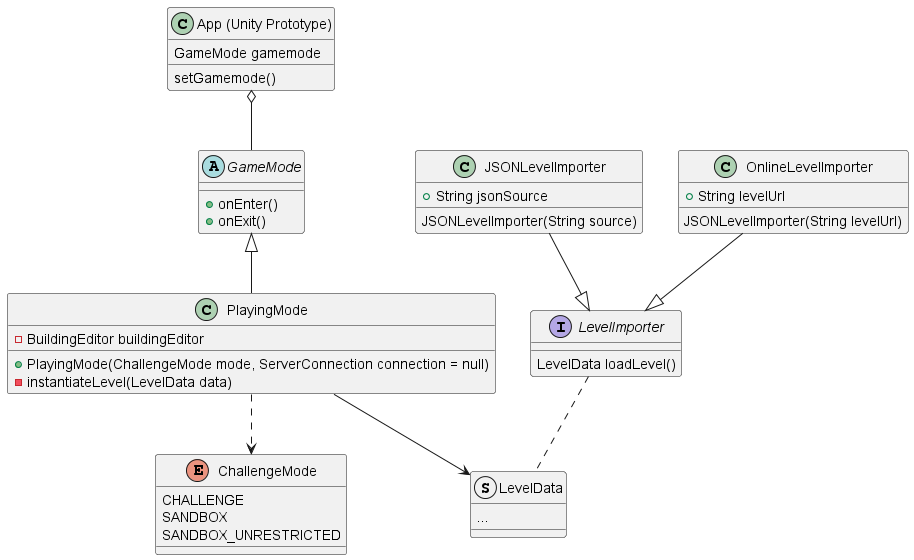 C App (Unity Prototype)
GameMode gamemode
setGamemode()
A GameMode
onEnter()
onExit()
C JSONLevelImporter
String jsonSource
JSONLevelImporter(String source)
C OnlineLevelImporter
String levelUrl
JSONLevelImporter(String levelUrl)
C PlayingMode
BuildingEditor buildingEditor
PlayingMode(ChallengeMode mode, ServerConnection connection = null)
instantiateLevel(LevelData data)
I LevelImporter
LevelData loadLevel()
E ChallengeMode
CHALLENGE
SANDBOX
SANDBOX_UNRESTRICTED
S LevelData
...